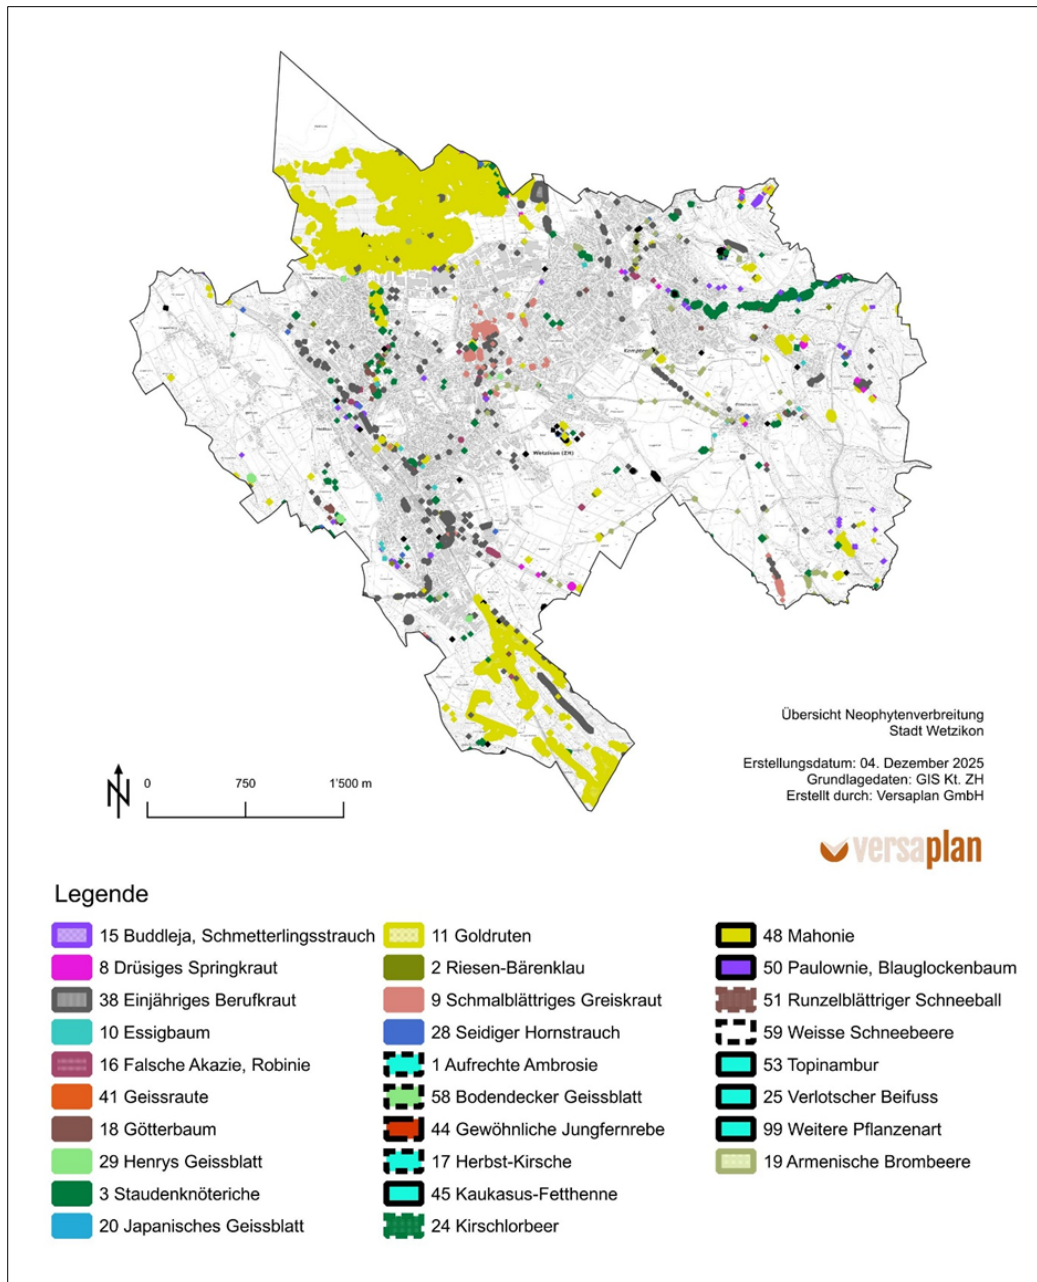 Kempten
Wetzikon (ZH)
Übersicht Neophytenverbreitung
Stadt Wetzikon
Erstellungsdatum: 04. Dezember 2025
Grundlagedaten: GIS Kt. ZH
Erstellt durch: Versaplan GmbH
N
0 750 1'500 m
versaplan
Legende
15 Buddleja, Schmetterlingsstrauch
8 Drüsiges Springkraut
38 Einjähriges Berufkraut
10 Essigbaum
16 Falsche Akazie, Robinie
41 Geissraute
18 Götterbaum
29 Henrys Geissblatt
3 Staudenknöteriche
20 Japanisches Geissblatt
11 Goldruten
2 Riesen-Bärenklau
9 Schmalblättriges Greiskraut
28 Seidiger Hornstrauch
1 Aufrechte Ambrosie
58 Bodendecker Geissblatt
44 Gewöhnliche Jungfernrebe
17 Herbst-Kirsche
45 Kaukasus-Fetthenne
24 Kirschlorbeer
48 Mahonie
50 Paulownie, Blauglockenbaum
51 Runzelblättriger Schneeball
59 Weisse Schneebeere
53 Topinambur
25 Verlotscher Beifuss
99 Weitere Pflanzenart
19 Armenische Brombeere